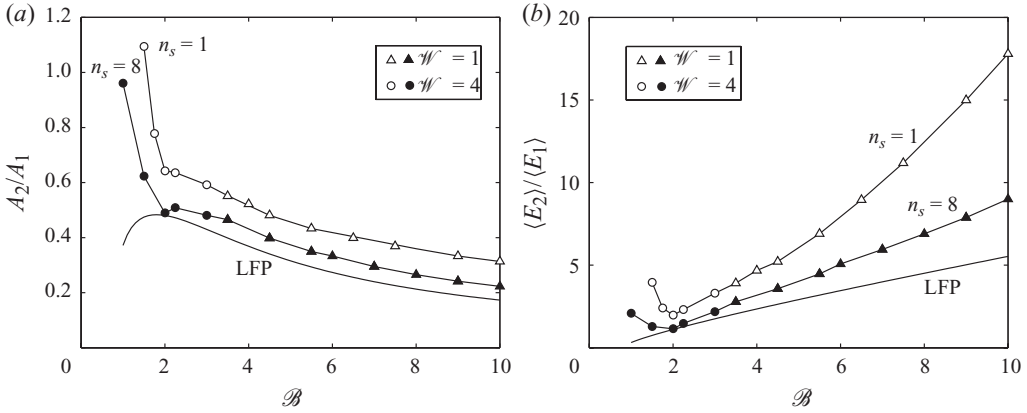 (a)
1.2
1.0
0.8
0.6
0.4
0.2
0
2
4
6
8
10
A₂/A₁
ℬ
nₛ = 1
nₛ = 8
𝒲 = 1
𝒲 = 4
LFP
(b)
20
15
10
5
0
2
4
6
8
10
⟨E₂⟩/⟨E₁⟩
ℬ
𝒲 = 1
𝒲 = 4
nₛ = 1
nₛ = 8
LFP